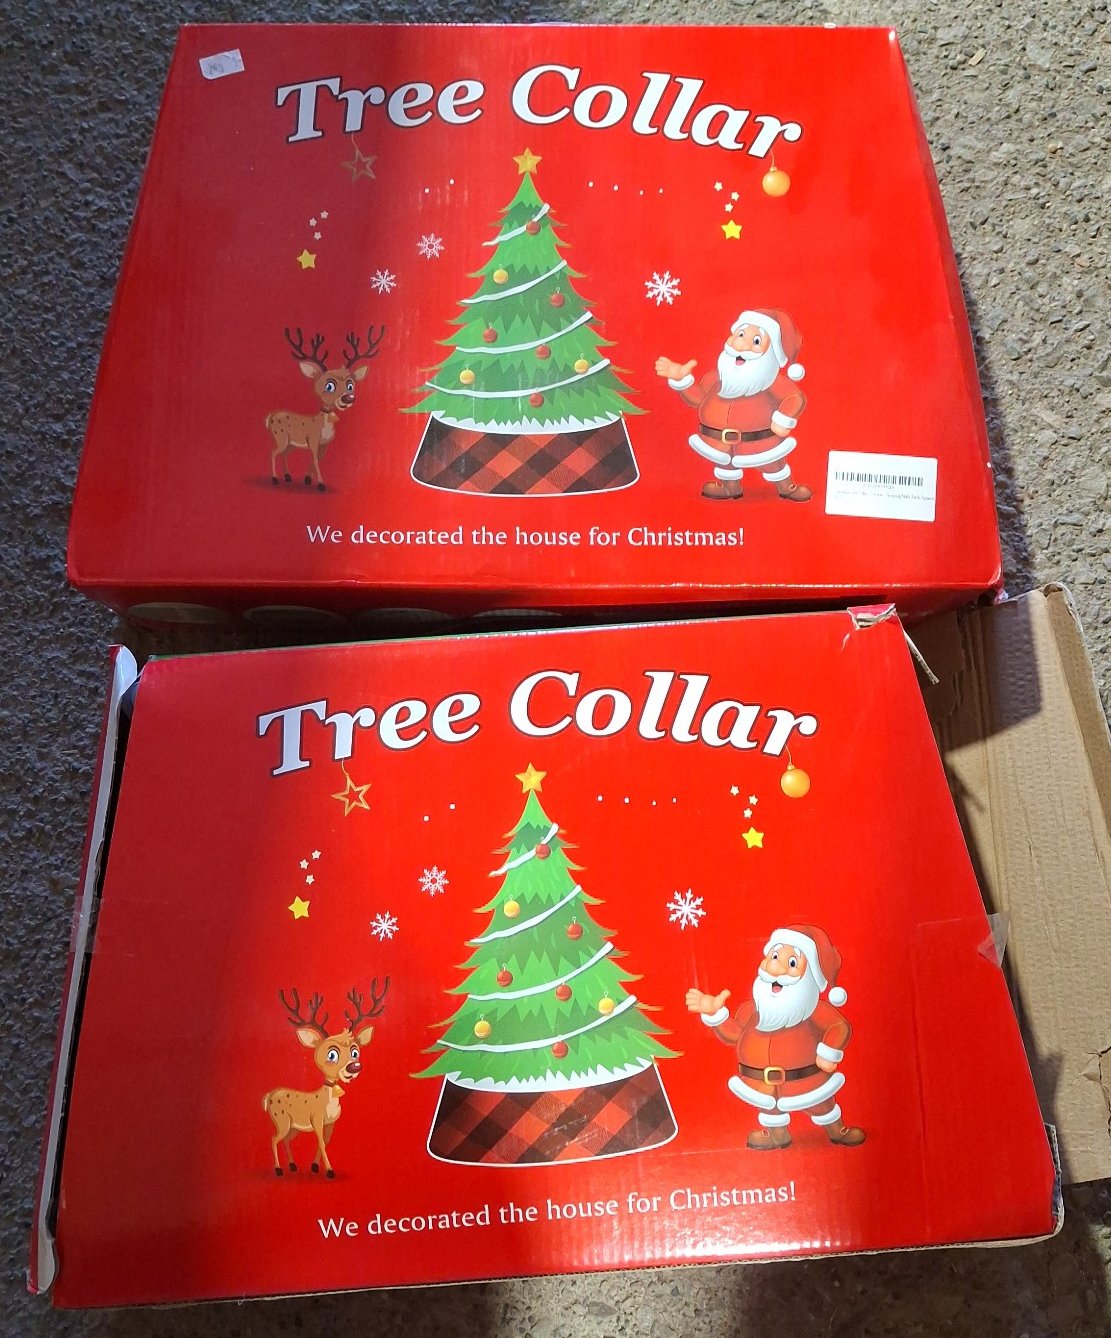 Tree Collar
We decorated the house for Christmas!
Tree Collar
We decorated the house for Christmas!